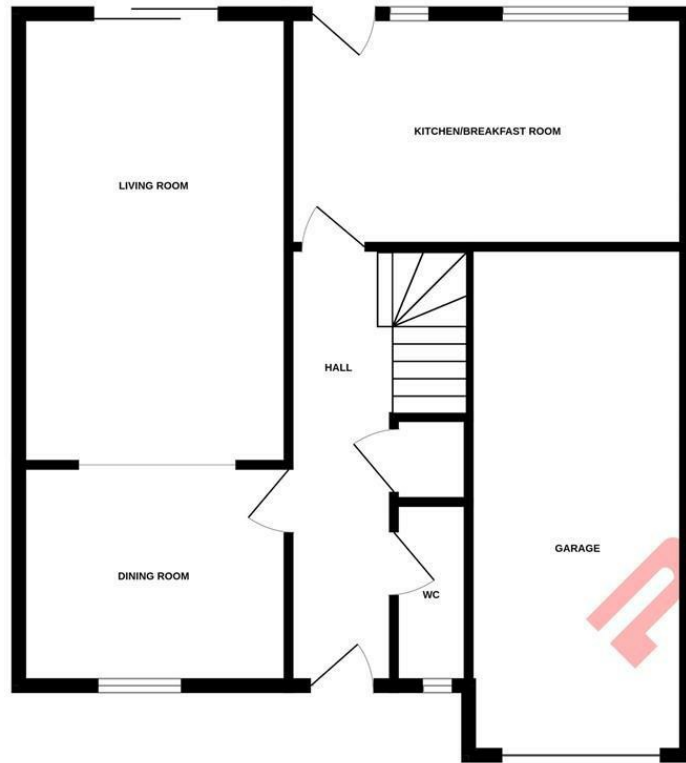 KITCHEN/BREAKFAST ROOM
LIVING ROOM
HALL
GARAGE
DINING ROOM
WC